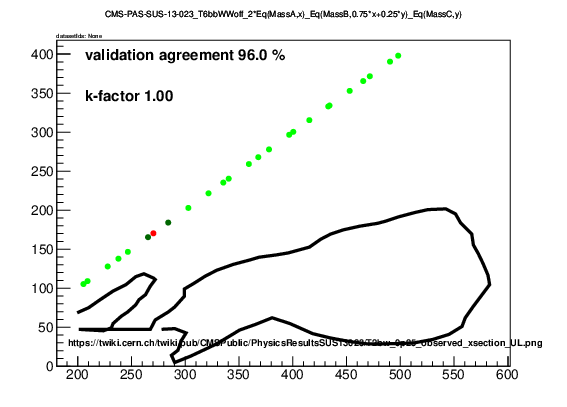 CMS-PAS-SUS-13-023_T6bbWWoff_2*Eq(MassA,x)_Eq(MassB,0.75*x+0.25*y)_Eq(MassC,y)
datasetIds: None
validation agreement 96.0 %
k-factor 1.00
400
350
300
250
200
150
100
50
0
https://twiki.cern.ch/twiki/pub/CMSPublic/PhysicsResultsSUS13023/T2bw_0p25_observed_xsection_UL.png
200 250 300 350 400 450 500 550 600